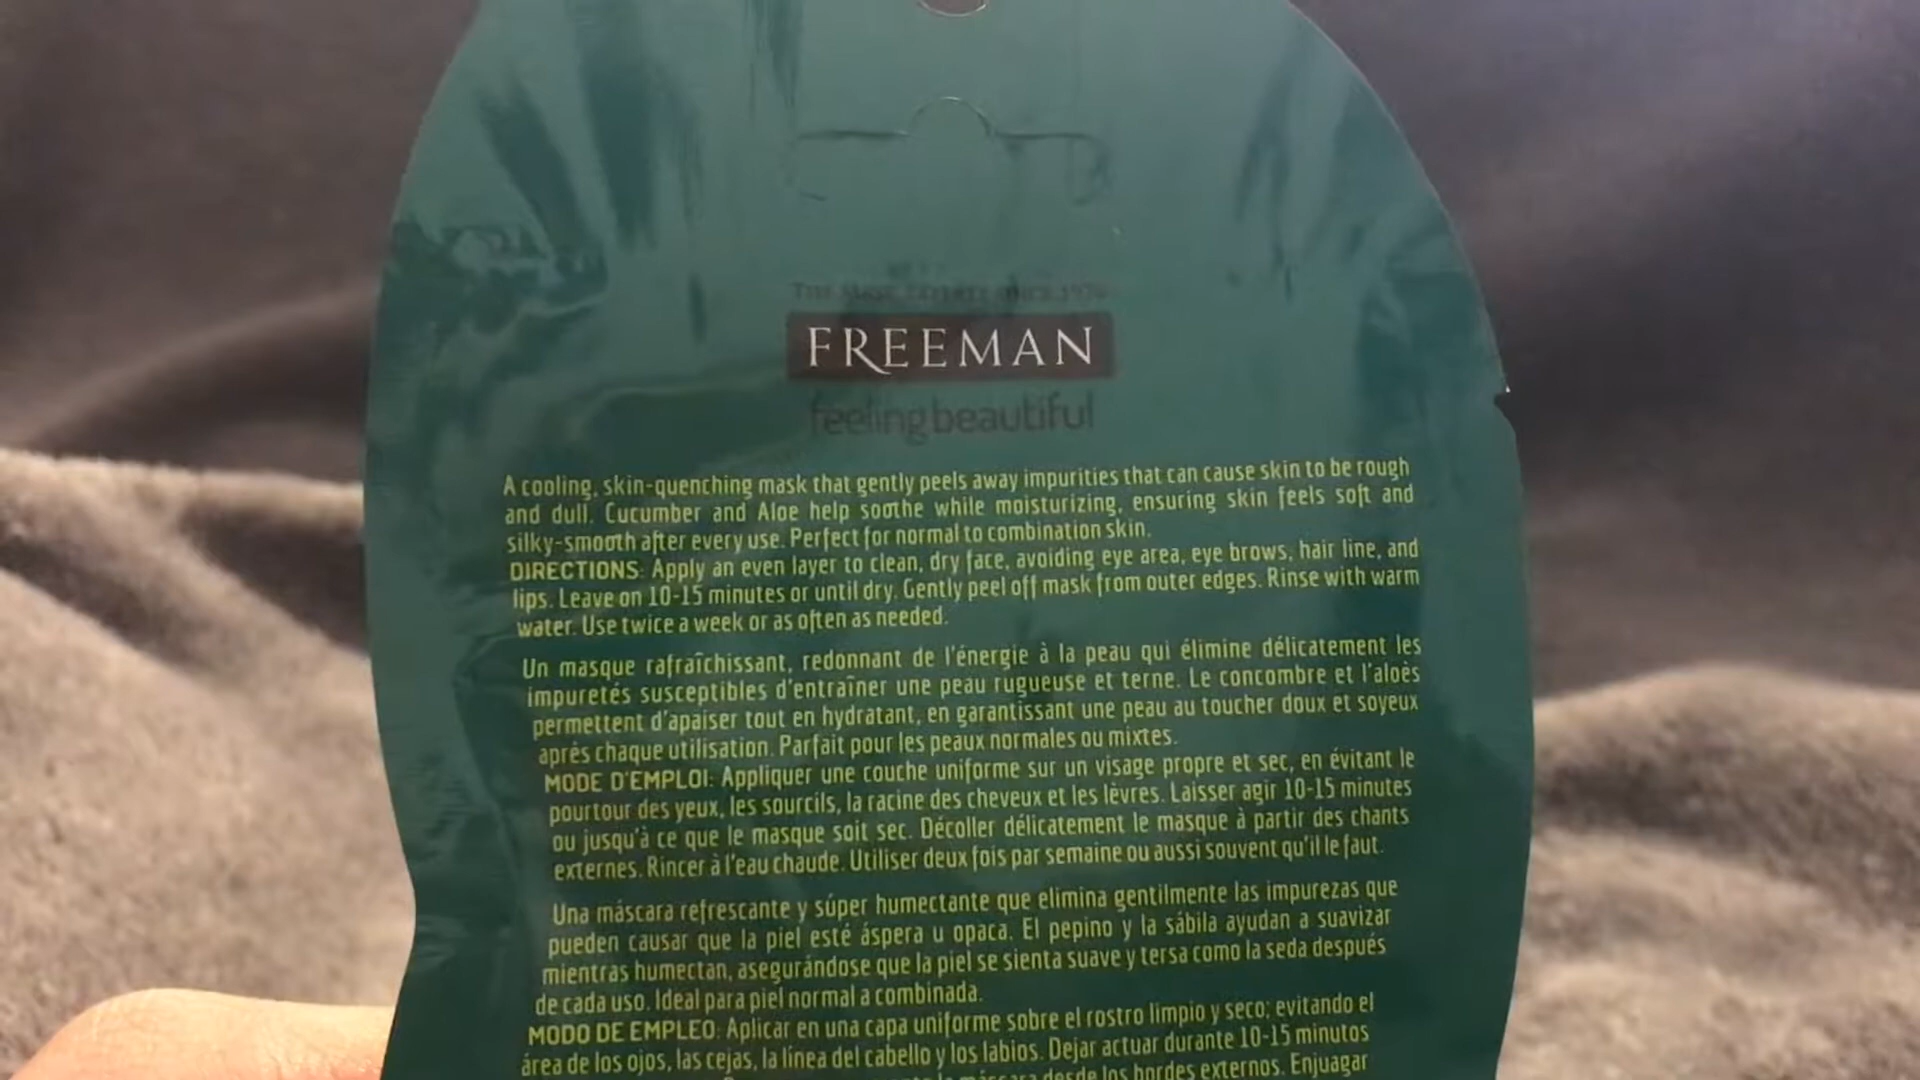 THE MASK EXPERTS SINCE 1976
FREEMAN
feelingbeautiful
A cooling, skin-quenching mask that gently peels away impurities that can cause skin to be rough
and dull. Cucumber and Aloe help soothe while moisturizing, ensuring skin feels soft and
silky-smooth after every use. Perfect for normal to combination skin.
DIRECTIONS: Apply an even layer to clean, dry face, avoiding eye area, eye brows, hair line, and
lips. Leave on 10-15 minutes or until dry. Gently peel off mask from outer edges. Rinse with warm
water. Use twice a week or as often as needed.
Un masque rafraîchissant, redonnant de l'énergie à la peau qui élimine délicatement les
impuretés susceptibles d'entraîner une peau rugueuse et terne. Le concombre et l'aloès
permettent d'apaiser tout en hydratant, en garantissant une peau au toucher doux et soyeux
après chaque utilisation. Parfait pour les peaux normales ou mixtes.
MODE D'EMPLOI: Appliquer une couche uniforme sur un visage propre et sec, en évitant le
pourtour des yeux, les sourcils, la racine des cheveux et les lèvres. Laisser agir 10-15 minutes
ou jusqu'à ce que le masque soit sec. Décoller délicatement le masque à partir des chants
externes. Rincer à l'eau chaude. Utiliser deux fois par semaine ou aussi souvent qu'il le faut.
Una máscara refrescante y súper humectante que elimina gentilmente las impurezas que
pueden causar que la piel esté áspera u opaca. El pepino y la sábila ayudan a suavizar
mientras humectan, asegurándose que la piel se sienta suave y tersa como la seda después
de cada uso. Ideal para piel normal a combinada.
MODO DE EMPLEO: Aplicar en una capa uniforme sobre el rostro limpio y seco; evitando el
área de los ojos, las cejas, la línea del cabello y los labios. Dejar actuar durante 10-15 minutos
máscara desde los bordes externos. Enjuagar